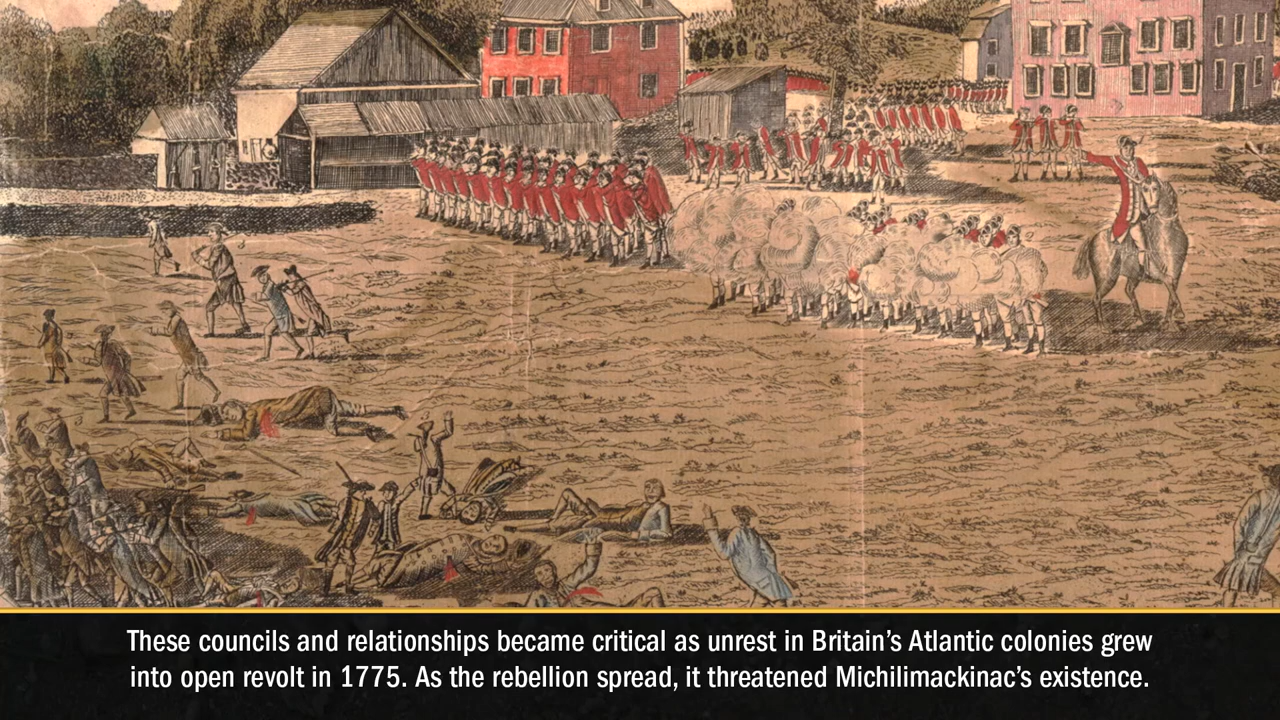 These councils and relationships became critical as unrest in Britain’s Atlantic colonies grew
into open revolt in 1775. As the rebellion spread, it threatened Michilimackinac’s existence.